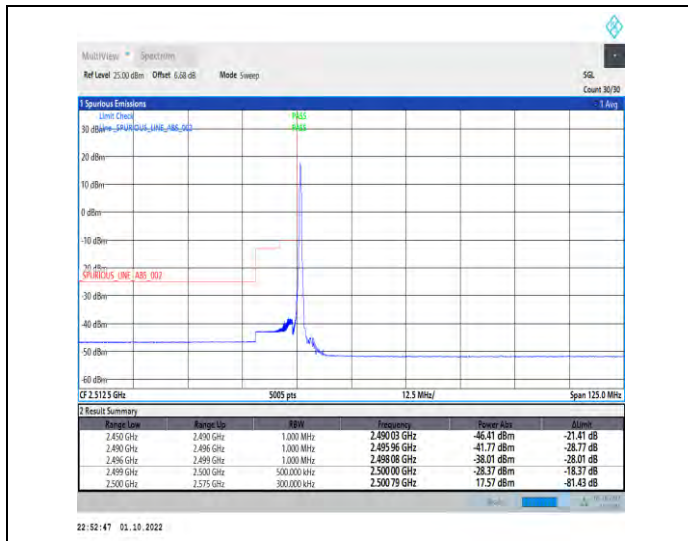 MultiView Spectrum
Ref Level 25.00 dBm Offset 6.68 dB Mode Sweep SGL
Count 30/30
1 Spurious Emissions 1 Avg
Limit Check PASS
30 dBm Line _SPURIOUS_LINE_ABS_002 PASS
20 dBm
10 dBm
0 dBm
-10 dBm
-20 dBm
_SPURIOUS_LINE_ABS_002
-30 dBm
-40 dBm
-50 dBm
-60 dBm
CF 2.5125 GHz 5005 pts 12.5 MHz/ Span 125.0 MHz
2 Result Summary
Range Low Range Up RBW Frequency Power Abs ΔLimit
2.450 GHz 2.490 GHz 1.000 MHz 2.490 03 GHz -46.41 dBm -21.41 dB
2.490 GHz 2.496 GHz 1.000 MHz 2.495 96 GHz -41.77 dBm -28.77 dB
2.496 GHz 2.499 GHz 1.000 MHz 2.498 08 GHz -38.01 dBm -28.01 dB
2.499 GHz 2.500 GHz 500.000 kHz 2.500 00 GHz -28.37 dBm -18.37 dB
2.500 GHz 2.575 GHz 300.000 kHz 2.500 79 GHz 17.57 dBm -81.43 dB
22:52:47 01.10.2022